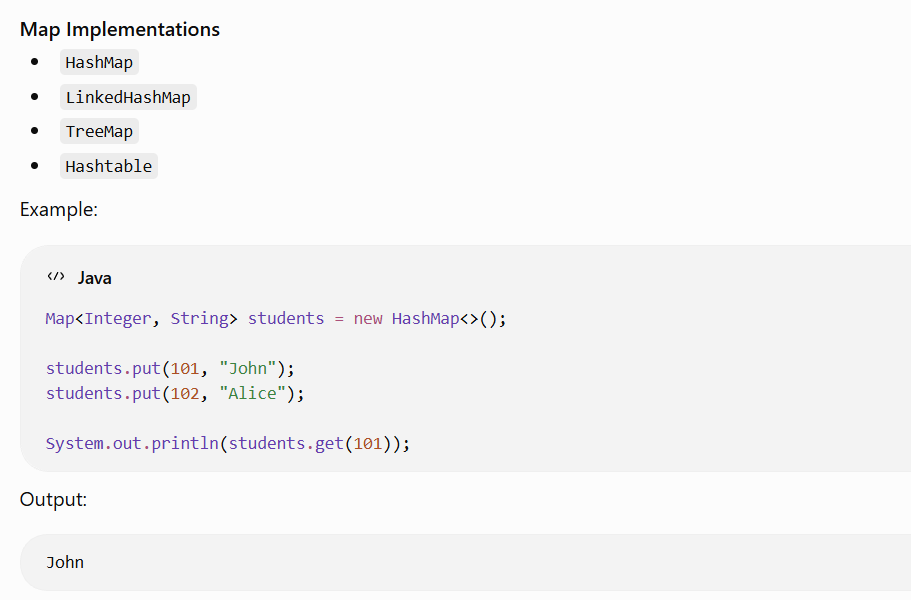 Map Implementations
HashMap
LinkedHashMap
TreeMap
Hashtable
Example:
Java
Map<Integer, String> students = new HashMap<>();
students.put(101, "John");
students.put(102, "Alice");
System.out.println(students.get(101));
Output:
John